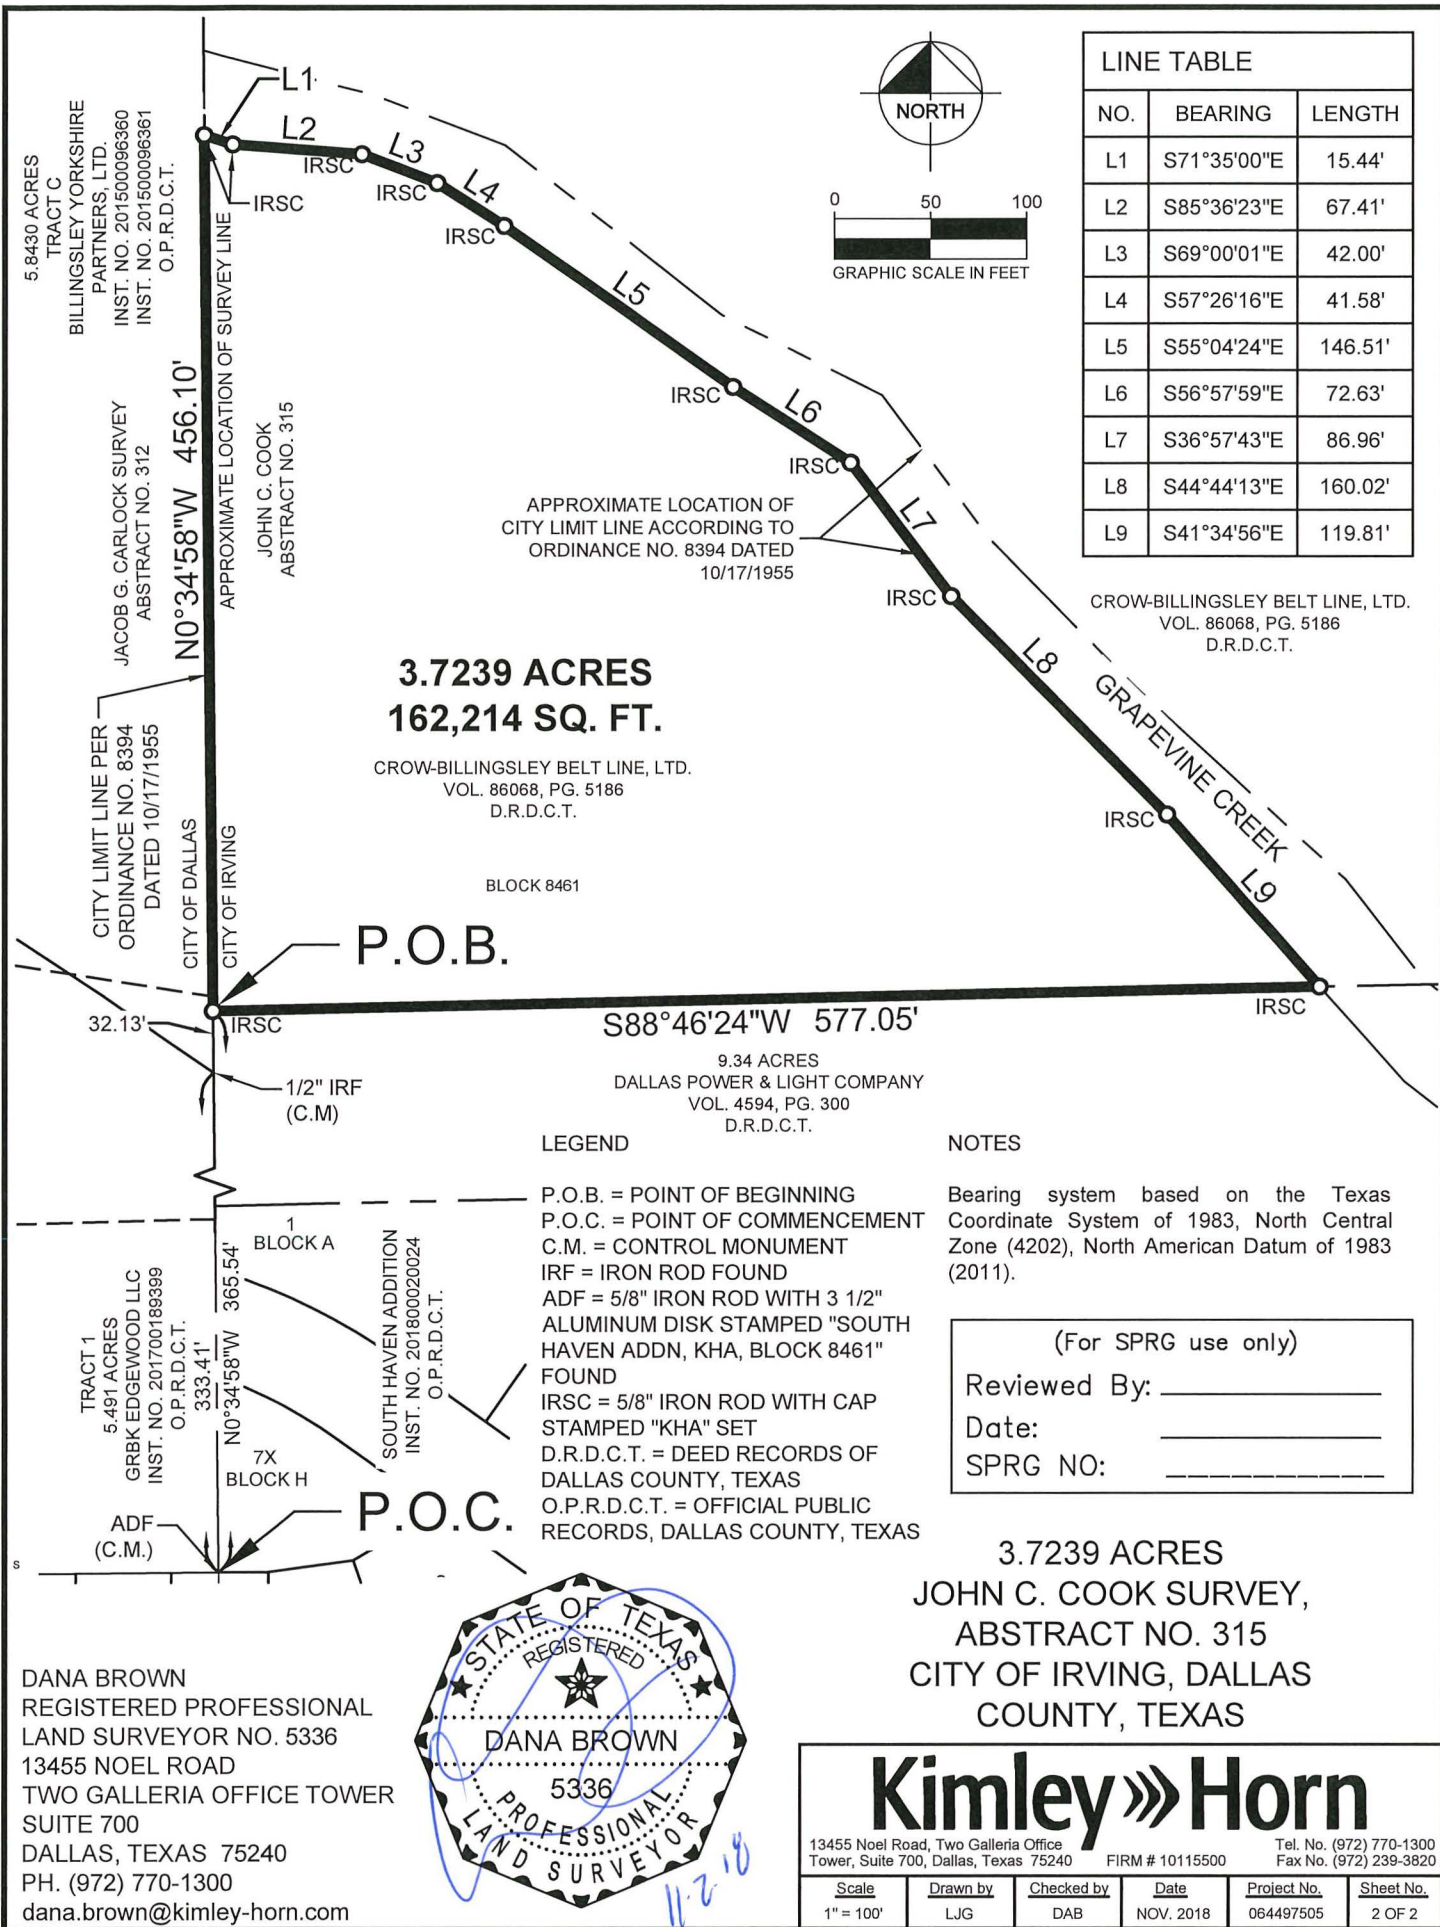 LINE TABLE
NO. BEARING LENGTH
L1 S71°35'00"E 15.44'
L2 S85°36'23"E 67.41'
L3 S69°00'01"E 42.00'
L4 S57°26'16"E 41.58'
L5 S55°04'24"E 146.51'
L6 S56°57'59"E 72.63'
L7 S36°57'43"E 86.96'
L8 S44°44'13"E 160.02'
L9 S41°34'56"E 119.81'
NORTH
0 50 100
GRAPHIC SCALE IN FEET
L1
L2
L3
L4
L5
L6
L7
L8
L9
IRSC
IRSC
IRSC
IRSC
IRSC
IRSC
IRSC
IRSC
IRSC
IRSC
5.8430 ACRES
TRACT C
BILLINGSLEY YORKSHIRE
PARTNERS, LTD.
INST. NO. 201500096360
INST. NO. 201500096361
O.P.R.D.C.T.
JACOB G. CARLOCK SURVEY
ABSTRACT NO. 312
N0°34'58"W 456.10'
APPROXIMATE LOCATION OF SURVEY LINE
JOHN C. COOK
ABSTRACT NO. 315
APPROXIMATE LOCATION OF
CITY LIMIT LINE ACCORDING TO
ORDINANCE NO. 8394 DATED
10/17/1955
CROW-BILLINGSLEY BELT LINE, LTD.
VOL. 86068, PG. 5186
D.R.D.C.T.
GRAPEVINE CREEK
3.7239 ACRES
162,214 SQ. FT.
CROW-BILLINGSLEY BELT LINE, LTD.
VOL. 86068, PG. 5186
D.R.D.C.T.
BLOCK 8461
CITY LIMIT LINE PER
ORDINANCE NO. 8394
DATED 10/17/1955
CITY OF DALLAS
CITY OF IRVING
P.O.B.
32.13'
S88°46'24"W 577.05'
1/2" IRF
(C.M)
9.34 ACRES
DALLAS POWER & LIGHT COMPANY
VOL. 4594, PG. 300
D.R.D.C.T.
1
BLOCK A
TRACT 1
5.491 ACRES
GRBK EDGEWOOD LLC
INST. NO. 201700189399
O.P.R.D.C.T.
333.41'
N0°34'58"W 365.54'
SOUTH HAVEN ADDITION
INST. NO. 201800020024
O.P.R.D.C.T.
7X
BLOCK H
P.O.C.
ADF
(C.M.)
s
LEGEND
P.O.B. = POINT OF BEGINNING
P.O.C. = POINT OF COMMENCEMENT
C.M. = CONTROL MONUMENT
IRF = IRON ROD FOUND
ADF = 5/8" IRON ROD WITH 3 1/2"
ALUMINUM DISK STAMPED "SOUTH
HAVEN ADDN, KHA, BLOCK 8461"
FOUND
IRSC = 5/8" IRON ROD WITH CAP
STAMPED "KHA" SET
D.R.D.C.T. = DEED RECORDS OF
DALLAS COUNTY, TEXAS
O.P.R.D.C.T. = OFFICIAL PUBLIC
RECORDS, DALLAS COUNTY, TEXAS
NOTES
Bearing system based on the Texas
Coordinate System of 1983, North Central
Zone (4202), North American Datum of 1983
(2011).
(For SPRG use only)
Reviewed By:
Date:
SPRG NO:
3.7239 ACRES
JOHN C. COOK SURVEY,
ABSTRACT NO. 315
CITY OF IRVING, DALLAS
COUNTY, TEXAS
DANA BROWN
REGISTERED PROFESSIONAL
LAND SURVEYOR NO. 5336
13455 NOEL ROAD
TWO GALLERIA OFFICE TOWER
SUITE 700
DALLAS, TEXAS 75240
PH. (972) 770-1300
dana.brown@kimley-horn.com
STATE OF TEXAS
REGISTERED
DANA BROWN
5336
PROFESSIONAL
LAND SURVEYOR
11-2-18
Kimley»Horn
13455 Noel Road, Two Galleria Office
Tower, Suite 700, Dallas, Texas 75240
FIRM # 10115500
Tel. No. (972) 770-1300
Fax No. (972) 239-3820
Scale Drawn by Checked by Date Project No. Sheet No.
1" = 100' LJG DAB NOV. 2018 064497505 2 OF 2